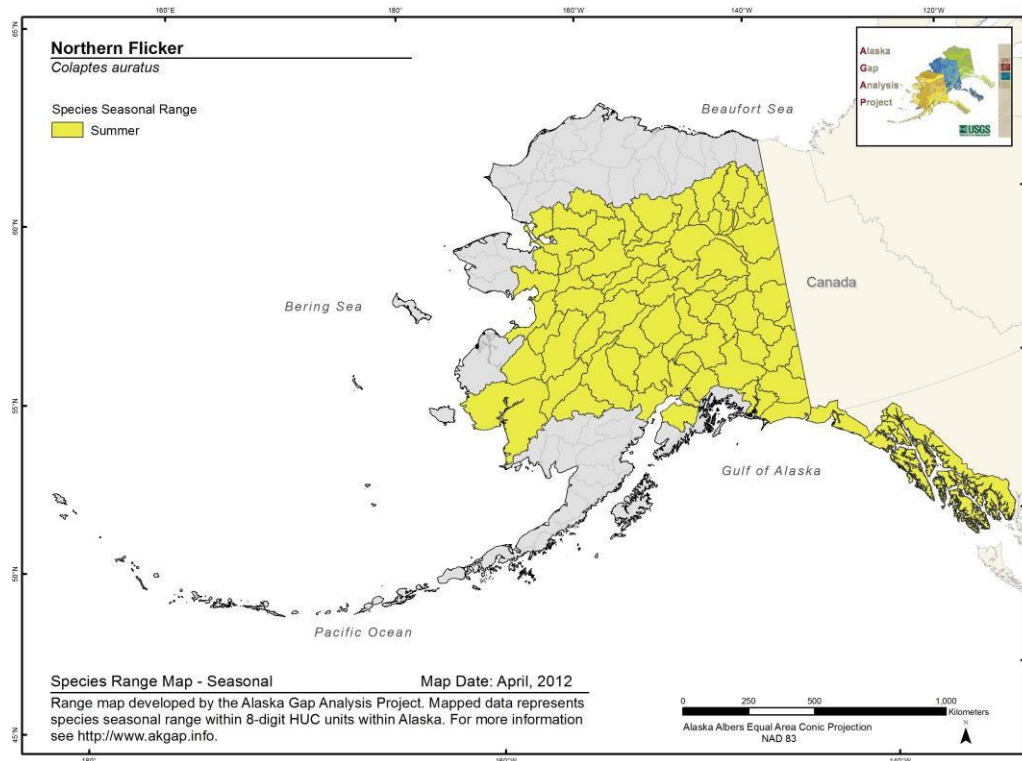 160°E
180°
160°W
140°W
120°W
65°N
60°N
55°N
50°N
45°N
Northern Flicker
Colaptes auratus
Species Seasonal Range
Summer
Alaska
Gap
Analysis
Project
USGS
Beaufort Sea
Canada
Bering Sea
Gulf of Alaska
Pacific Ocean
Species Range Map - Seasonal
Map Date: April, 2012
Range map developed by the Alaska Gap Analysis Project. Mapped data represents
species seasonal range within 8-digit HUC units within Alaska. For more information
see http://www.akgap.info.
0 250 500 1,000
Kilometers
Alaska Albers Equal Area Conic Projection
NAD 83
N
180°
160°W
140°W